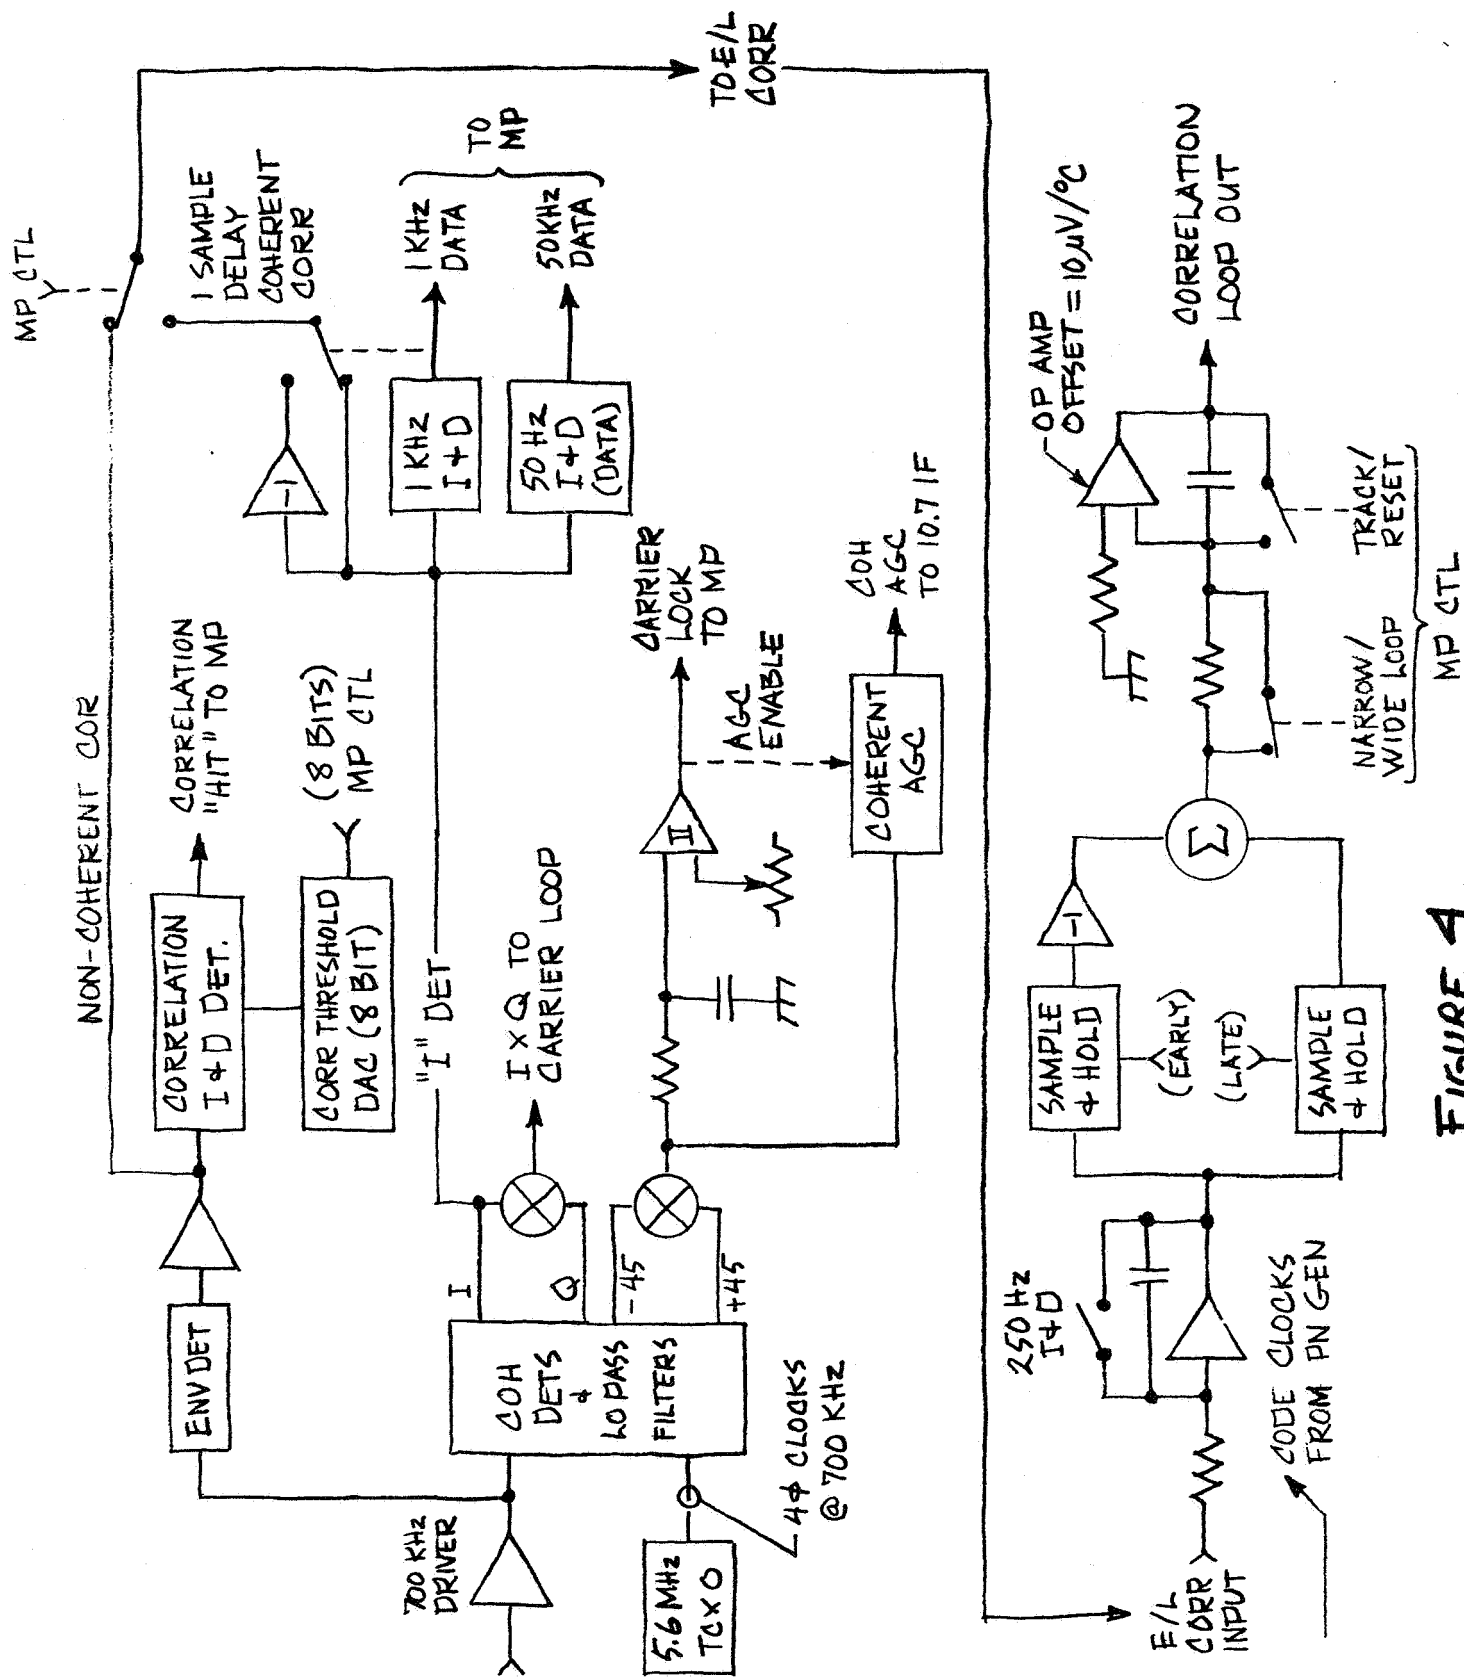 MP CTL
NON-COHERENT COR
CORRELATION
"HIT" TO MP
1 SAMPLE
DELAY
COHERENT
CORR
ENV DET
CORRELATION
I & D DET.
CORR THRESHOLD
DAC (8 BIT)
(8 BITS)
MP CTL
-1
1 KHz
I & D
1 KHz
DATA
50 Hz
I & D
(DATA)
50KHz
DATA
TO
MP
TO E/L
CORR
700 KHz
DRIVER
"I" DET
COH
DETS
&
LO PASS
FILTERS
I
Q
-45
+45
I X Q TO
CARRIER LOOP
CARRIER
LOCK
TO MP
AGC
ENABLE
COHERENT
AGC
COH
AGC
TO 10.7 IF
5.6 MHz
TCXO
4ϕ CLOCKS
@ 700 KHz
250 Hz
I & D
E/L
CORR
INPUT
CODE CLOCKS
FROM PN GEN
SAMPLE
& HOLD
(EARLY)
(LATE)
SAMPLE
& HOLD
-1
Σ
OP AMP
OFFSET = 10µV/°C
CORRELATION
LOOP OUT
NARROW/
WIDE LOOP
TRACK/
RESET
MP CTL
FIGURE 4